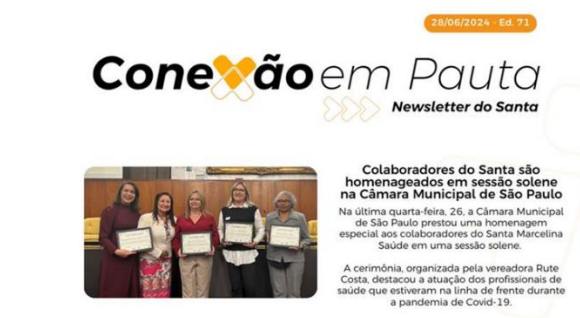 28/06/2024 - Ed. 71
Conexão em Pauta
Newsletter do Santa
Colaboradores do Santa são
homenageados em sessão solene
na Câmara Municipal de São Paulo
Na última quarta-feira, 26, a Câmara Municipal
de São Paulo prestou uma homenagem
especial aos colaboradores do Santa Marcelina
Saúde em uma sessão solene.
A cerimônia, organizada pela vereadora Rute
Costa, destacou a atuação dos profissionais de
saúde que estiveram na linha de frente durante
a pandemia de Covid-19.